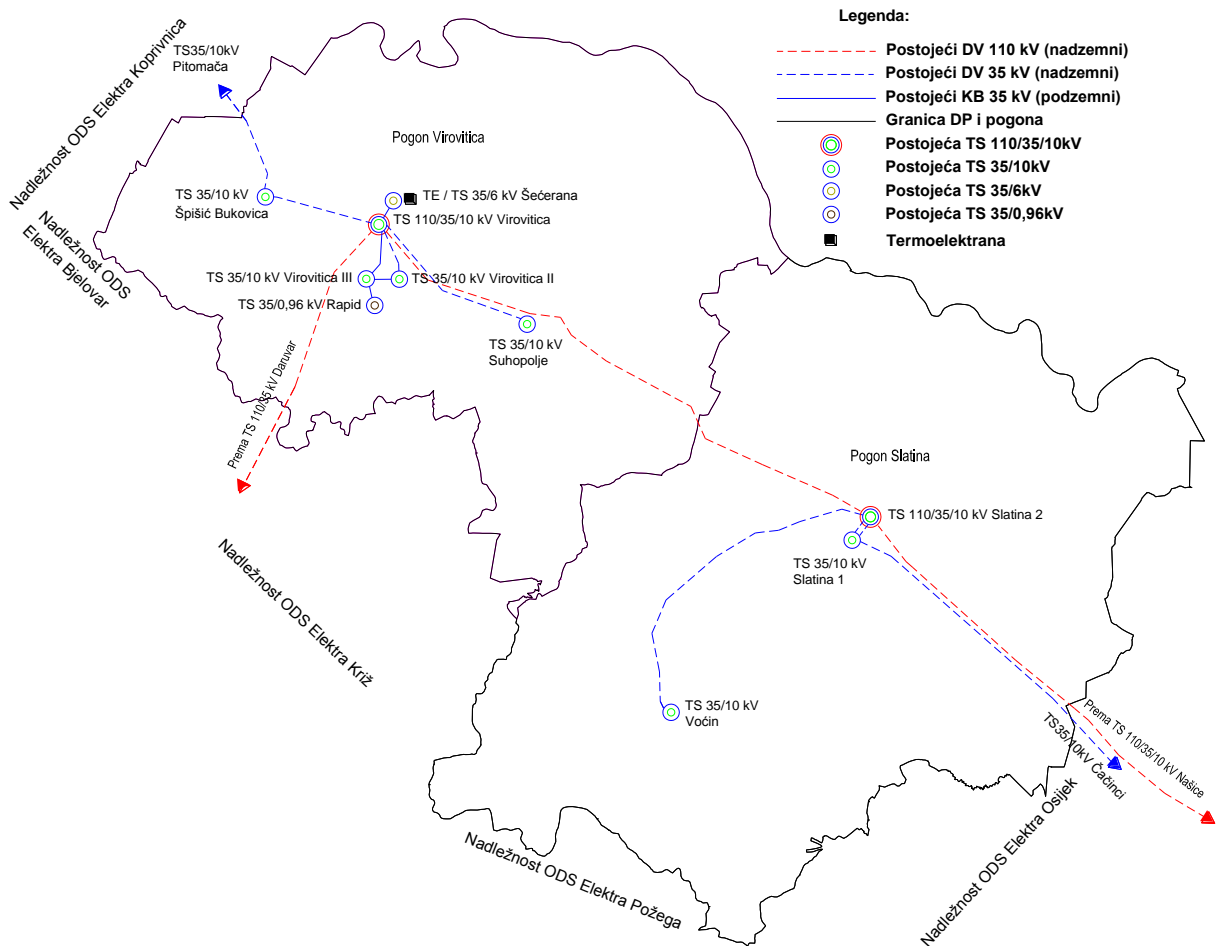 Legenda:
Postojeći DV 110 kV (nadzemni)
Postojeći DV 35 kV (nadzemni)
Postojeći KB 35 kV (podzemni)
Granica DP i pogona
Postojeća TS 110/35/10kV
Postojeća TS 35/10kV
Postojeća TS 35/6kV
Postojeća TS 35/0,96kV
Termoelektrana
TS35/10kV
Pitomača
Nadležnost ODS Elektra Koprivnica
Pogon Virovitica
TS 35/10 kV
Špišić Bukovica
TE / TS 35/6 kV Šećerana
TS 110/35/10 kV Virovitica
Nadležnost ODS
Elektra Bjelovar
TS 35/10 kV Virovitica III
TS 35/10 kV Virovitica II
TS 35/0,96 kV Rapid
TS 35/10 kV
Suhopolje
Prema TS 110/35 kV Daruvar
Pogon Slatina
TS 110/35/10 kV Slatina 2
TS 35/10 kV
Slatina 1
Nadležnost ODS Elektra Križ
TS 35/10 kV
Voćin
Prema TS 110/35/10 kV Našice
TS35/10kV Čačinci
Nadležnost ODS Elektra Osijek
Nadležnost ODS Elektra Požega